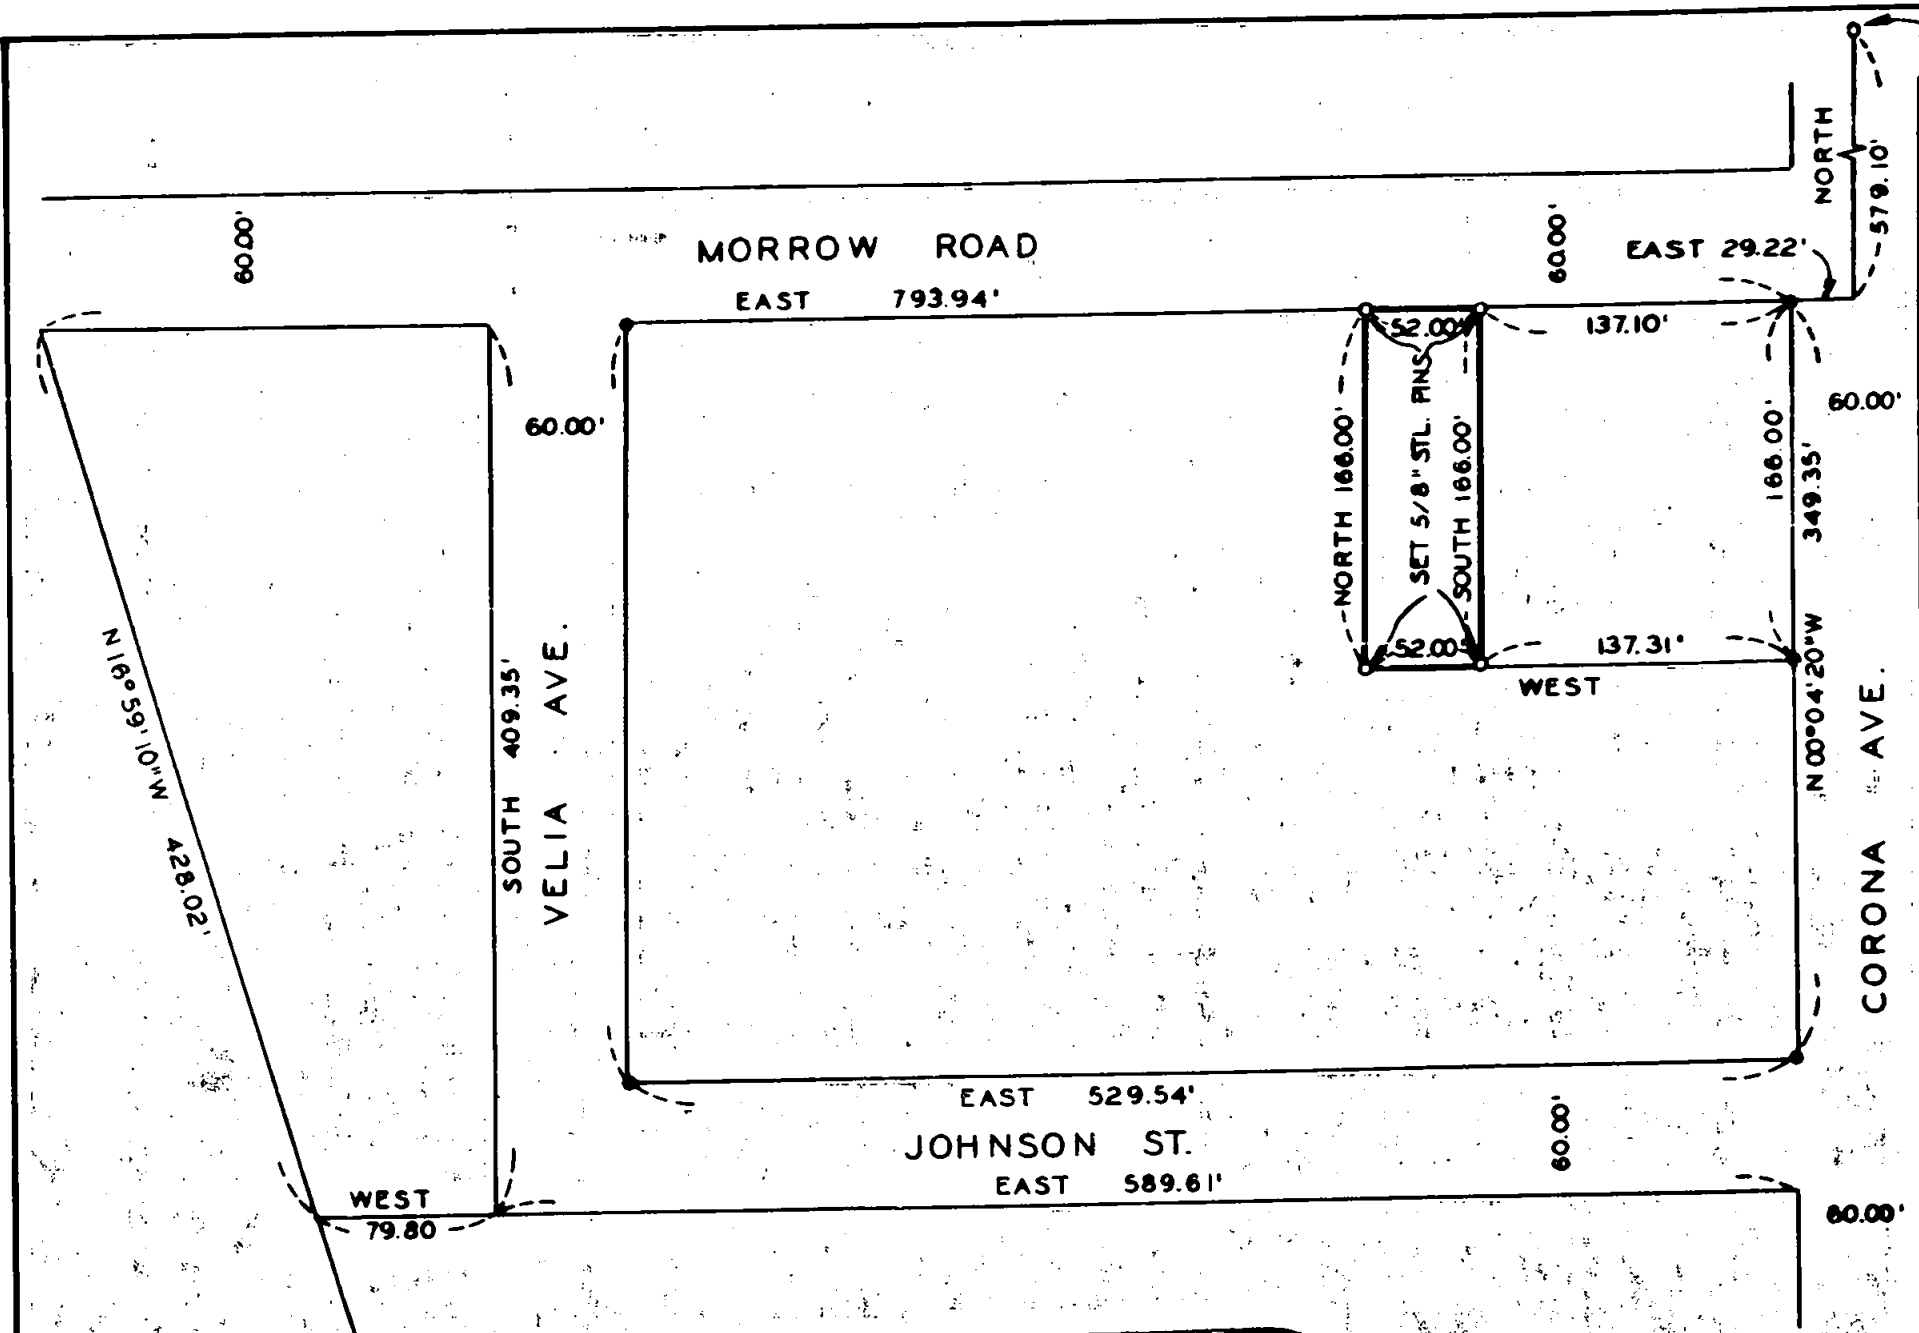 NORTH
579.10'
60.00'
MORROW ROAD
60.00'
EAST 29.22'
EAST 793.94'
52.00'
137.10'
60.00'
60.00'
NORTH 166.00'
SET 5/8" STL. PINS
SOUTH 166.00'
166.00'
349.35'
N 00°04'20"W
52.00'
137.31'
WEST
N 16°59'10"W 428.02'
SOUTH 409.35'
VELIA AVE.
CORONA AVE.
EAST 529.54'
JOHNSON ST.
60.00'
EAST 589.61'
WEST
79.80
60.00'